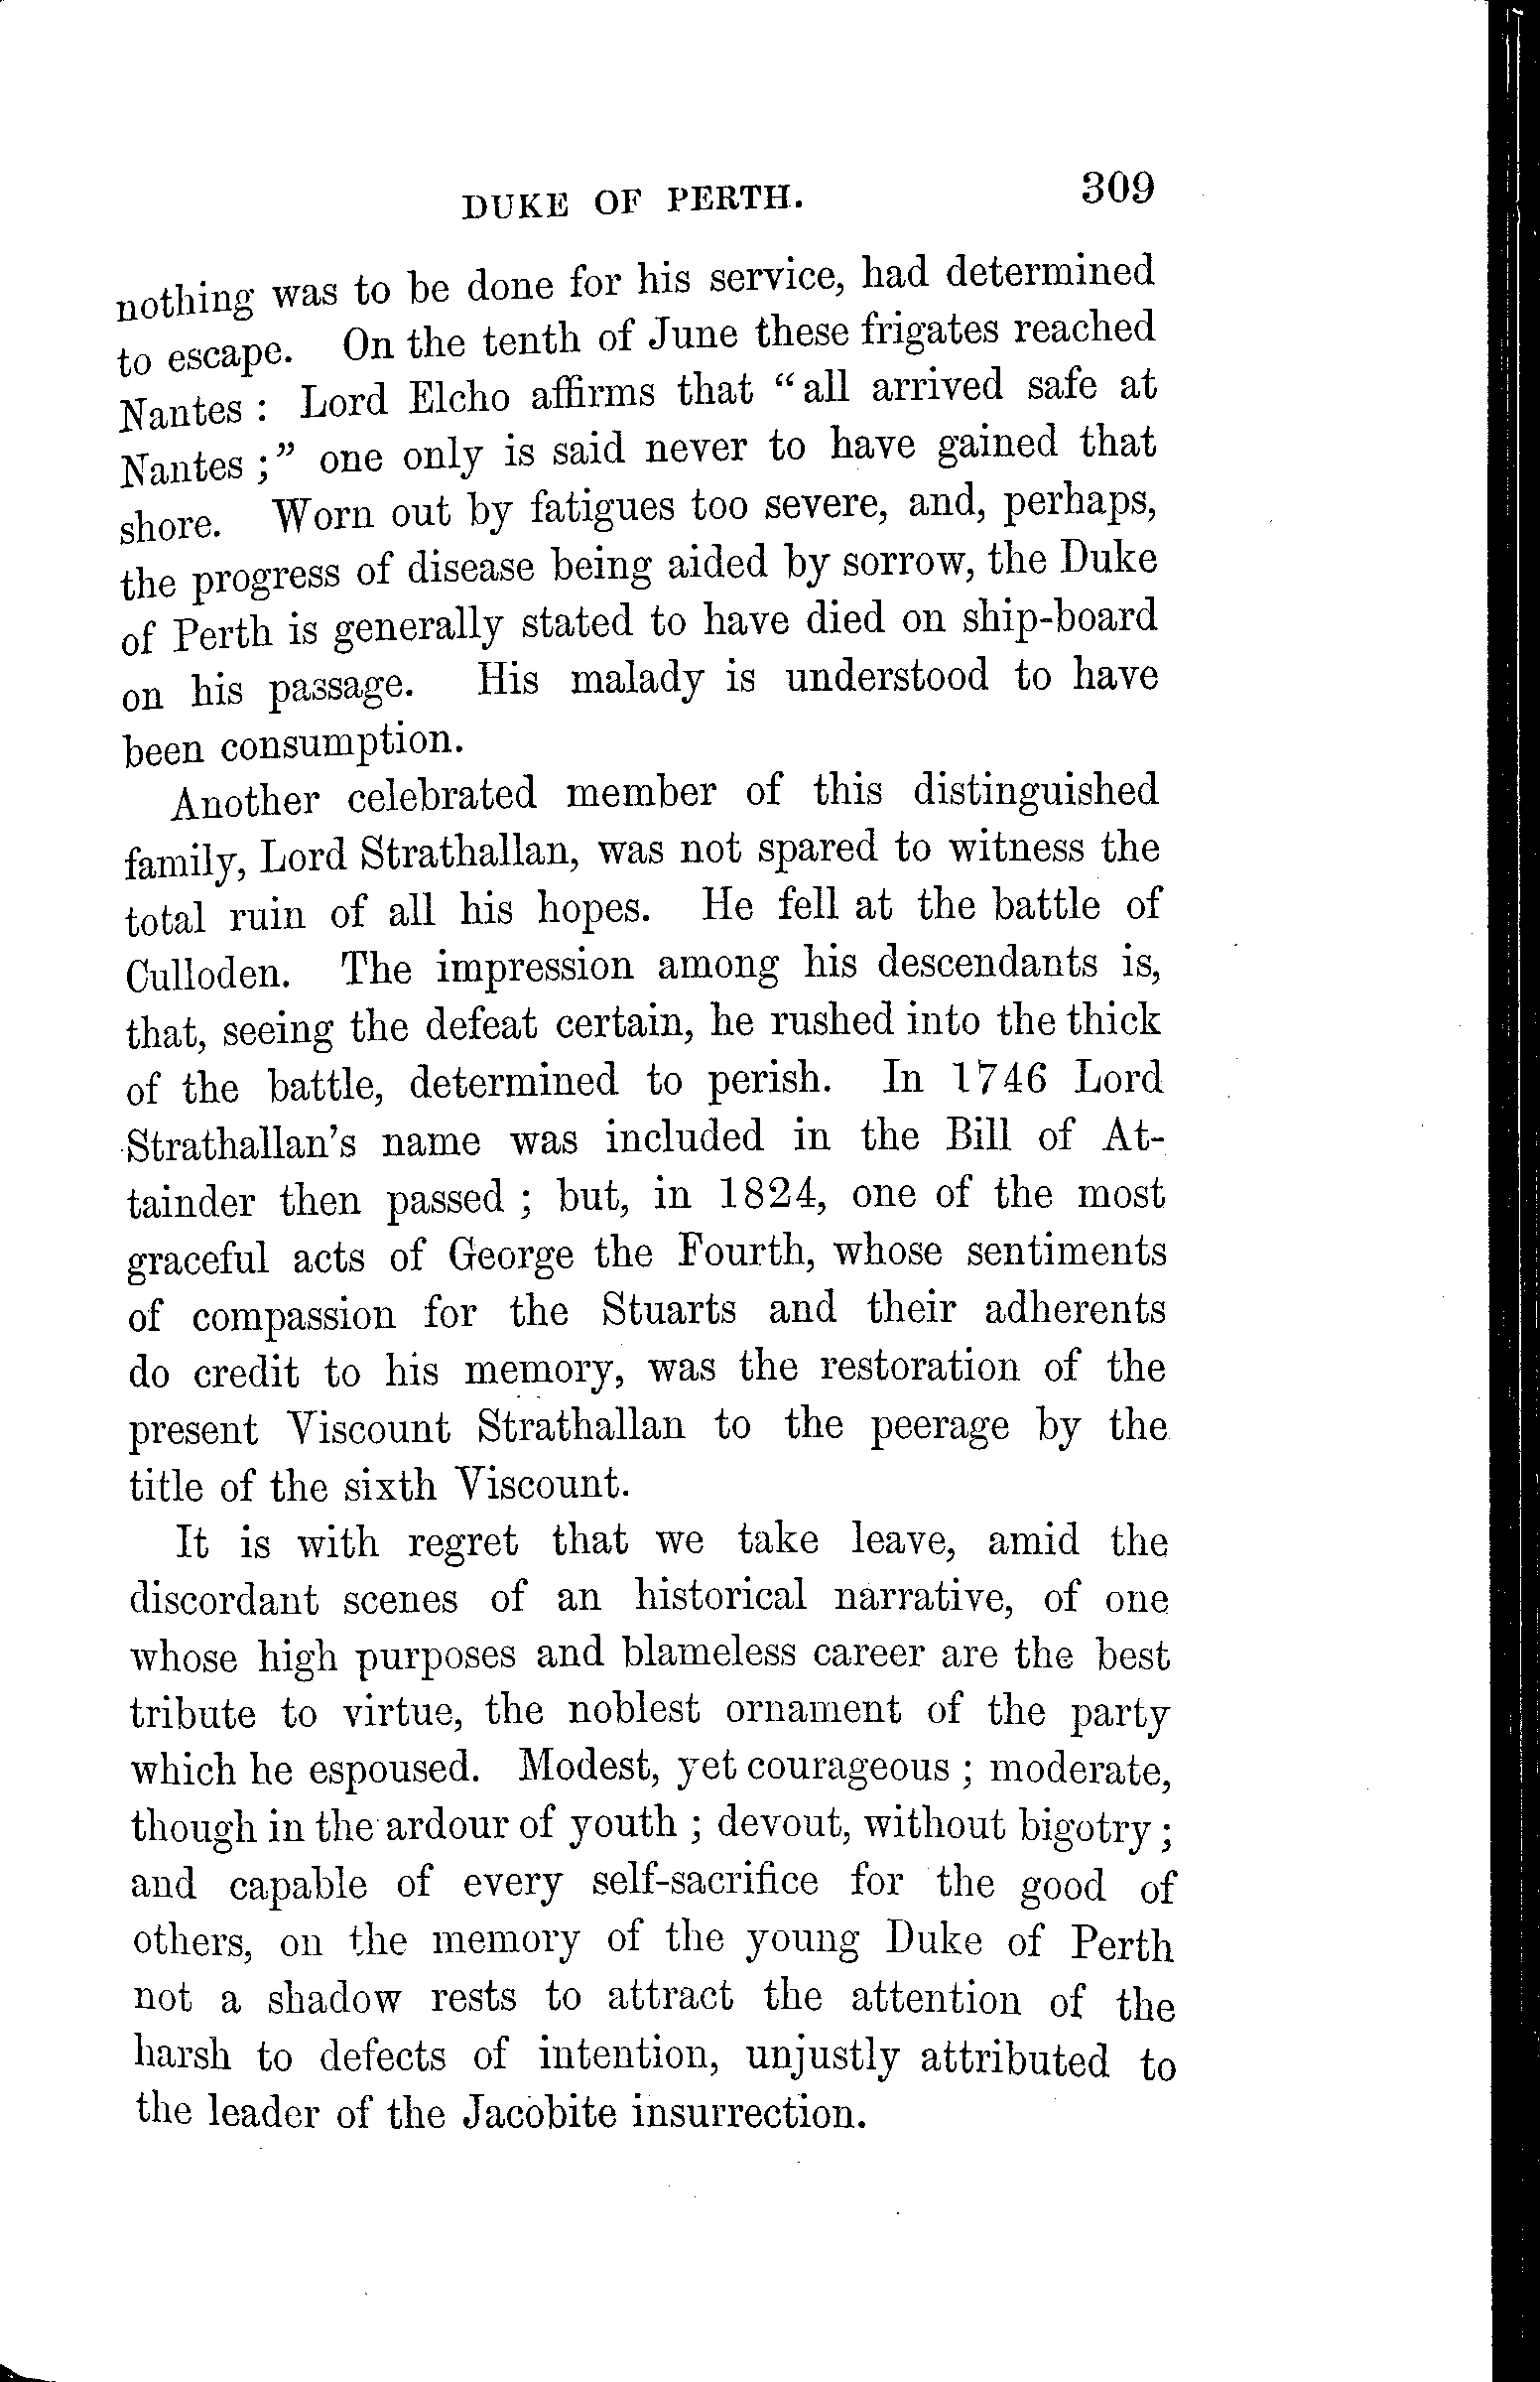 DUKE OF PERTH. 309
nothing was to be done for his service, had determined
to escape. On the tenth of June these frigates reached
Nantes : Lord Elcho affirms that “all arrived safe at
Nantes ;” one only is said never to have gained that
shore. Worn out by fatigues too severe, and, perhaps,
the progress of disease being aided by sorrow, the Duke
of Perth is generally stated to have died on ship-board
on his passage. His malady is understood to have
been consumption.
Another celebrated member of this distinguished
family, Lord Strathallan, was not spared to witness the
total ruin of all his hopes. He fell at the battle of
Culloden. The impression among his descendants is,
that, seeing the defeat certain, he rushed into the thick
of the battle, determined to perish. In 1746 Lord
Strathallan’s name was included in the Bill of At-
tainder then passed ; but, in 1824, one of the most
graceful acts of George the Fourth, whose sentiments
of compassion for the Stuarts and their adherents
do credit to his memory, was the restoration of the
present Viscount Strathallan to the peerage by the
title of the sixth Viscount.
It is with regret that we take leave, amid the
discordant scenes of an historical narrative, of one
whose high purposes and blameless career are the best
tribute to virtue, the noblest ornament of the party
which he espoused. Modest, yet courageous ; moderate,
though in the ardour of youth ; devout, without bigotry ;
and capable of every self-sacrifice for the good of
others, on the memory of the young Duke of Perth
not a shadow rests to attract the attention of the
harsh to defects of intention, unjustly attributed to
the leader of the Jacobite insurrection.